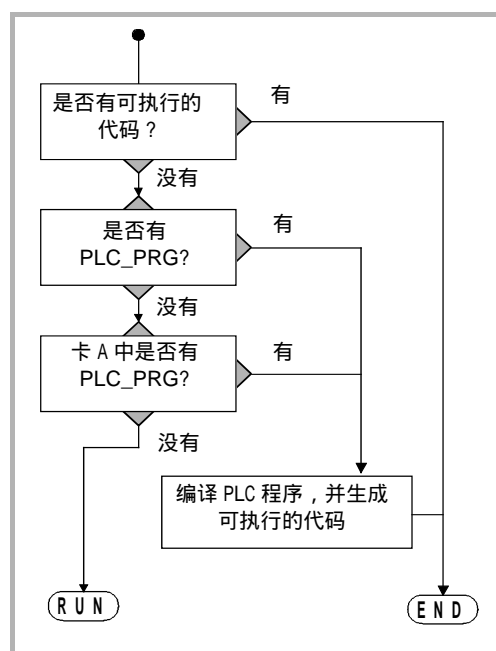 是否有可执行的
代码？
有
没有
是否有
PLC_PRG?
有
没有
卡 A 中是否有
PLC_PRG?
有
没有
编译 PLC 程序，并生成
可执行的代码
RUN
END